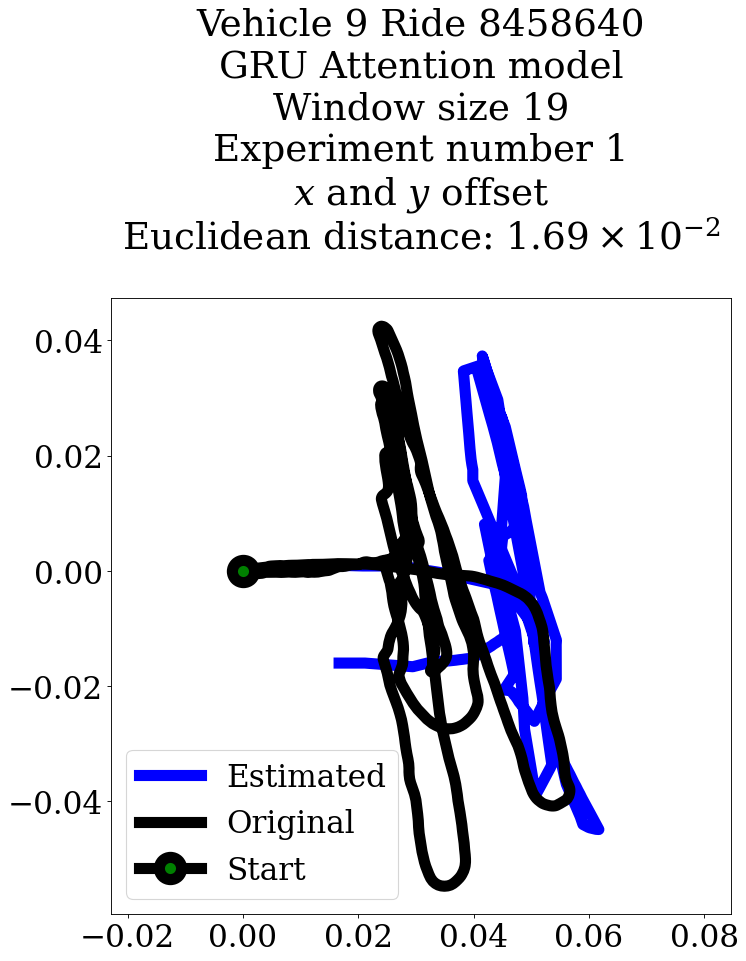 Vehicle 9 Ride 8458640
GRU Attention model
Window size 19
Experiment number 1
x and y offset
Euclidean distance: 1.69 × 10⁻²
0.04
0.02
0.00
−0.02
−0.04
Estimated
Original
Start
−0.02 0.00 0.02 0.04 0.06 0.08